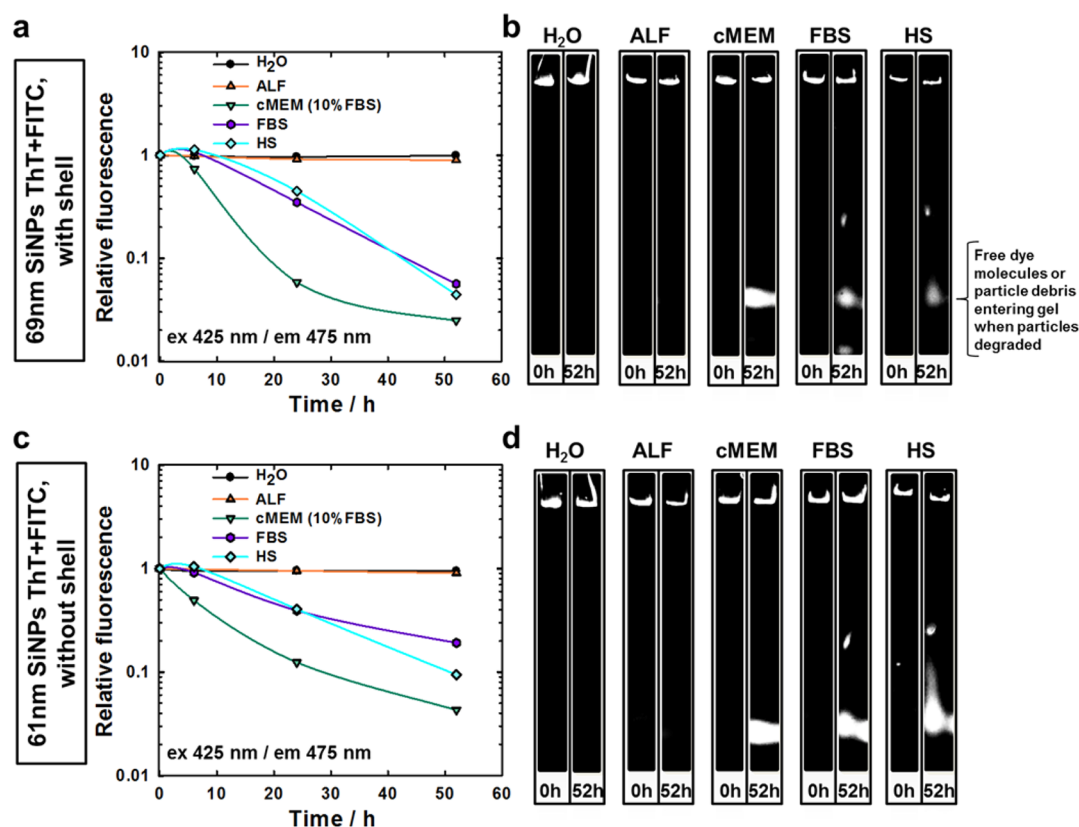 a
69nm SiNPs ThT+FITC,
with shell
Relative fluorescence
10
1
0.1
0.01
H2O
ALF
cMEM (10%FBS)
FBS
HS
ex 425 nm / em 475 nm
0 10 20 30 40 50 60
Time / h
b
H2O ALF cMEM FBS HS
0h 52h 0h 52h 0h 52h 0h 52h 0h 52h
Free dye
molecules or
particle debris
entering gel
when particles
degraded
c
61nm SiNPs ThT+FITC,
without shell
Relative fluorescence
10
1
0.1
0.01
H2O
ALF
cMEM (10%FBS)
FBS
HS
ex 425 nm / em 475 nm
0 10 20 30 40 50 60
Time / h
d
H2O ALF cMEM FBS HS
0h 52h 0h 52h 0h 52h 0h 52h 0h 52h